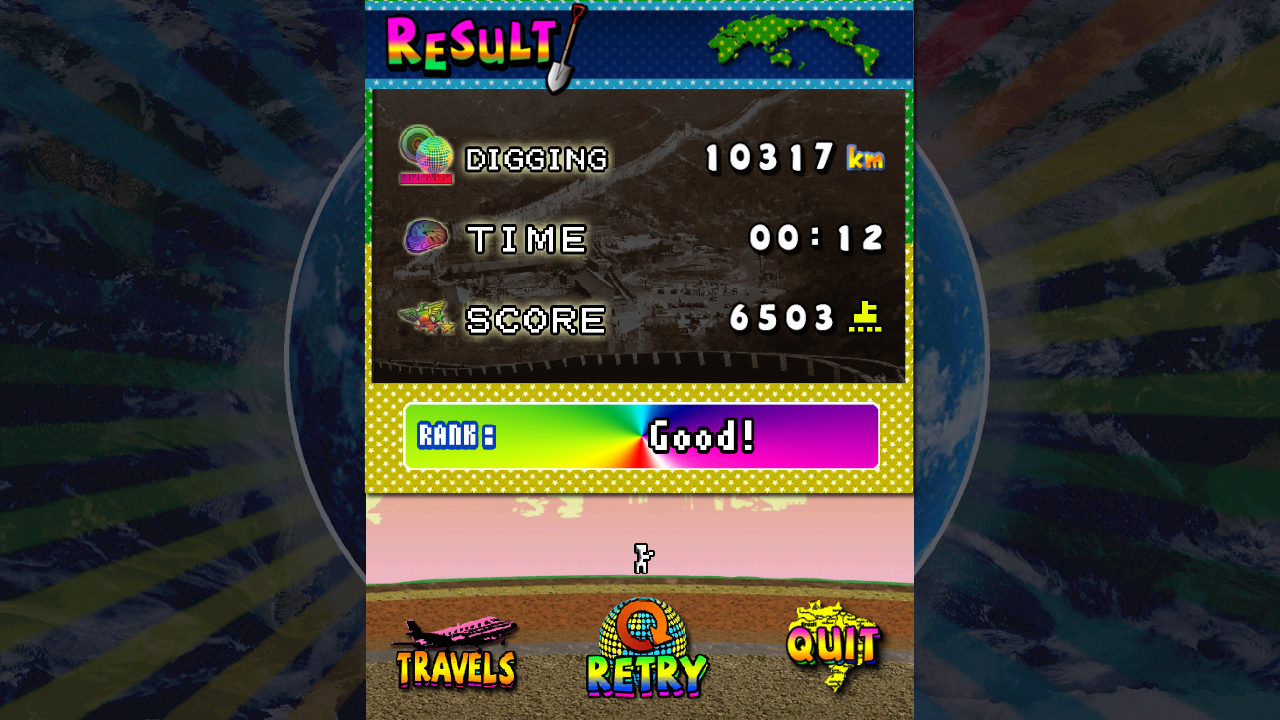 RESULT
DIGGING 10317 km
TIME 00:12
SCORE 6503
RANK: Good!
TRAVELS
RETRY
QUIT